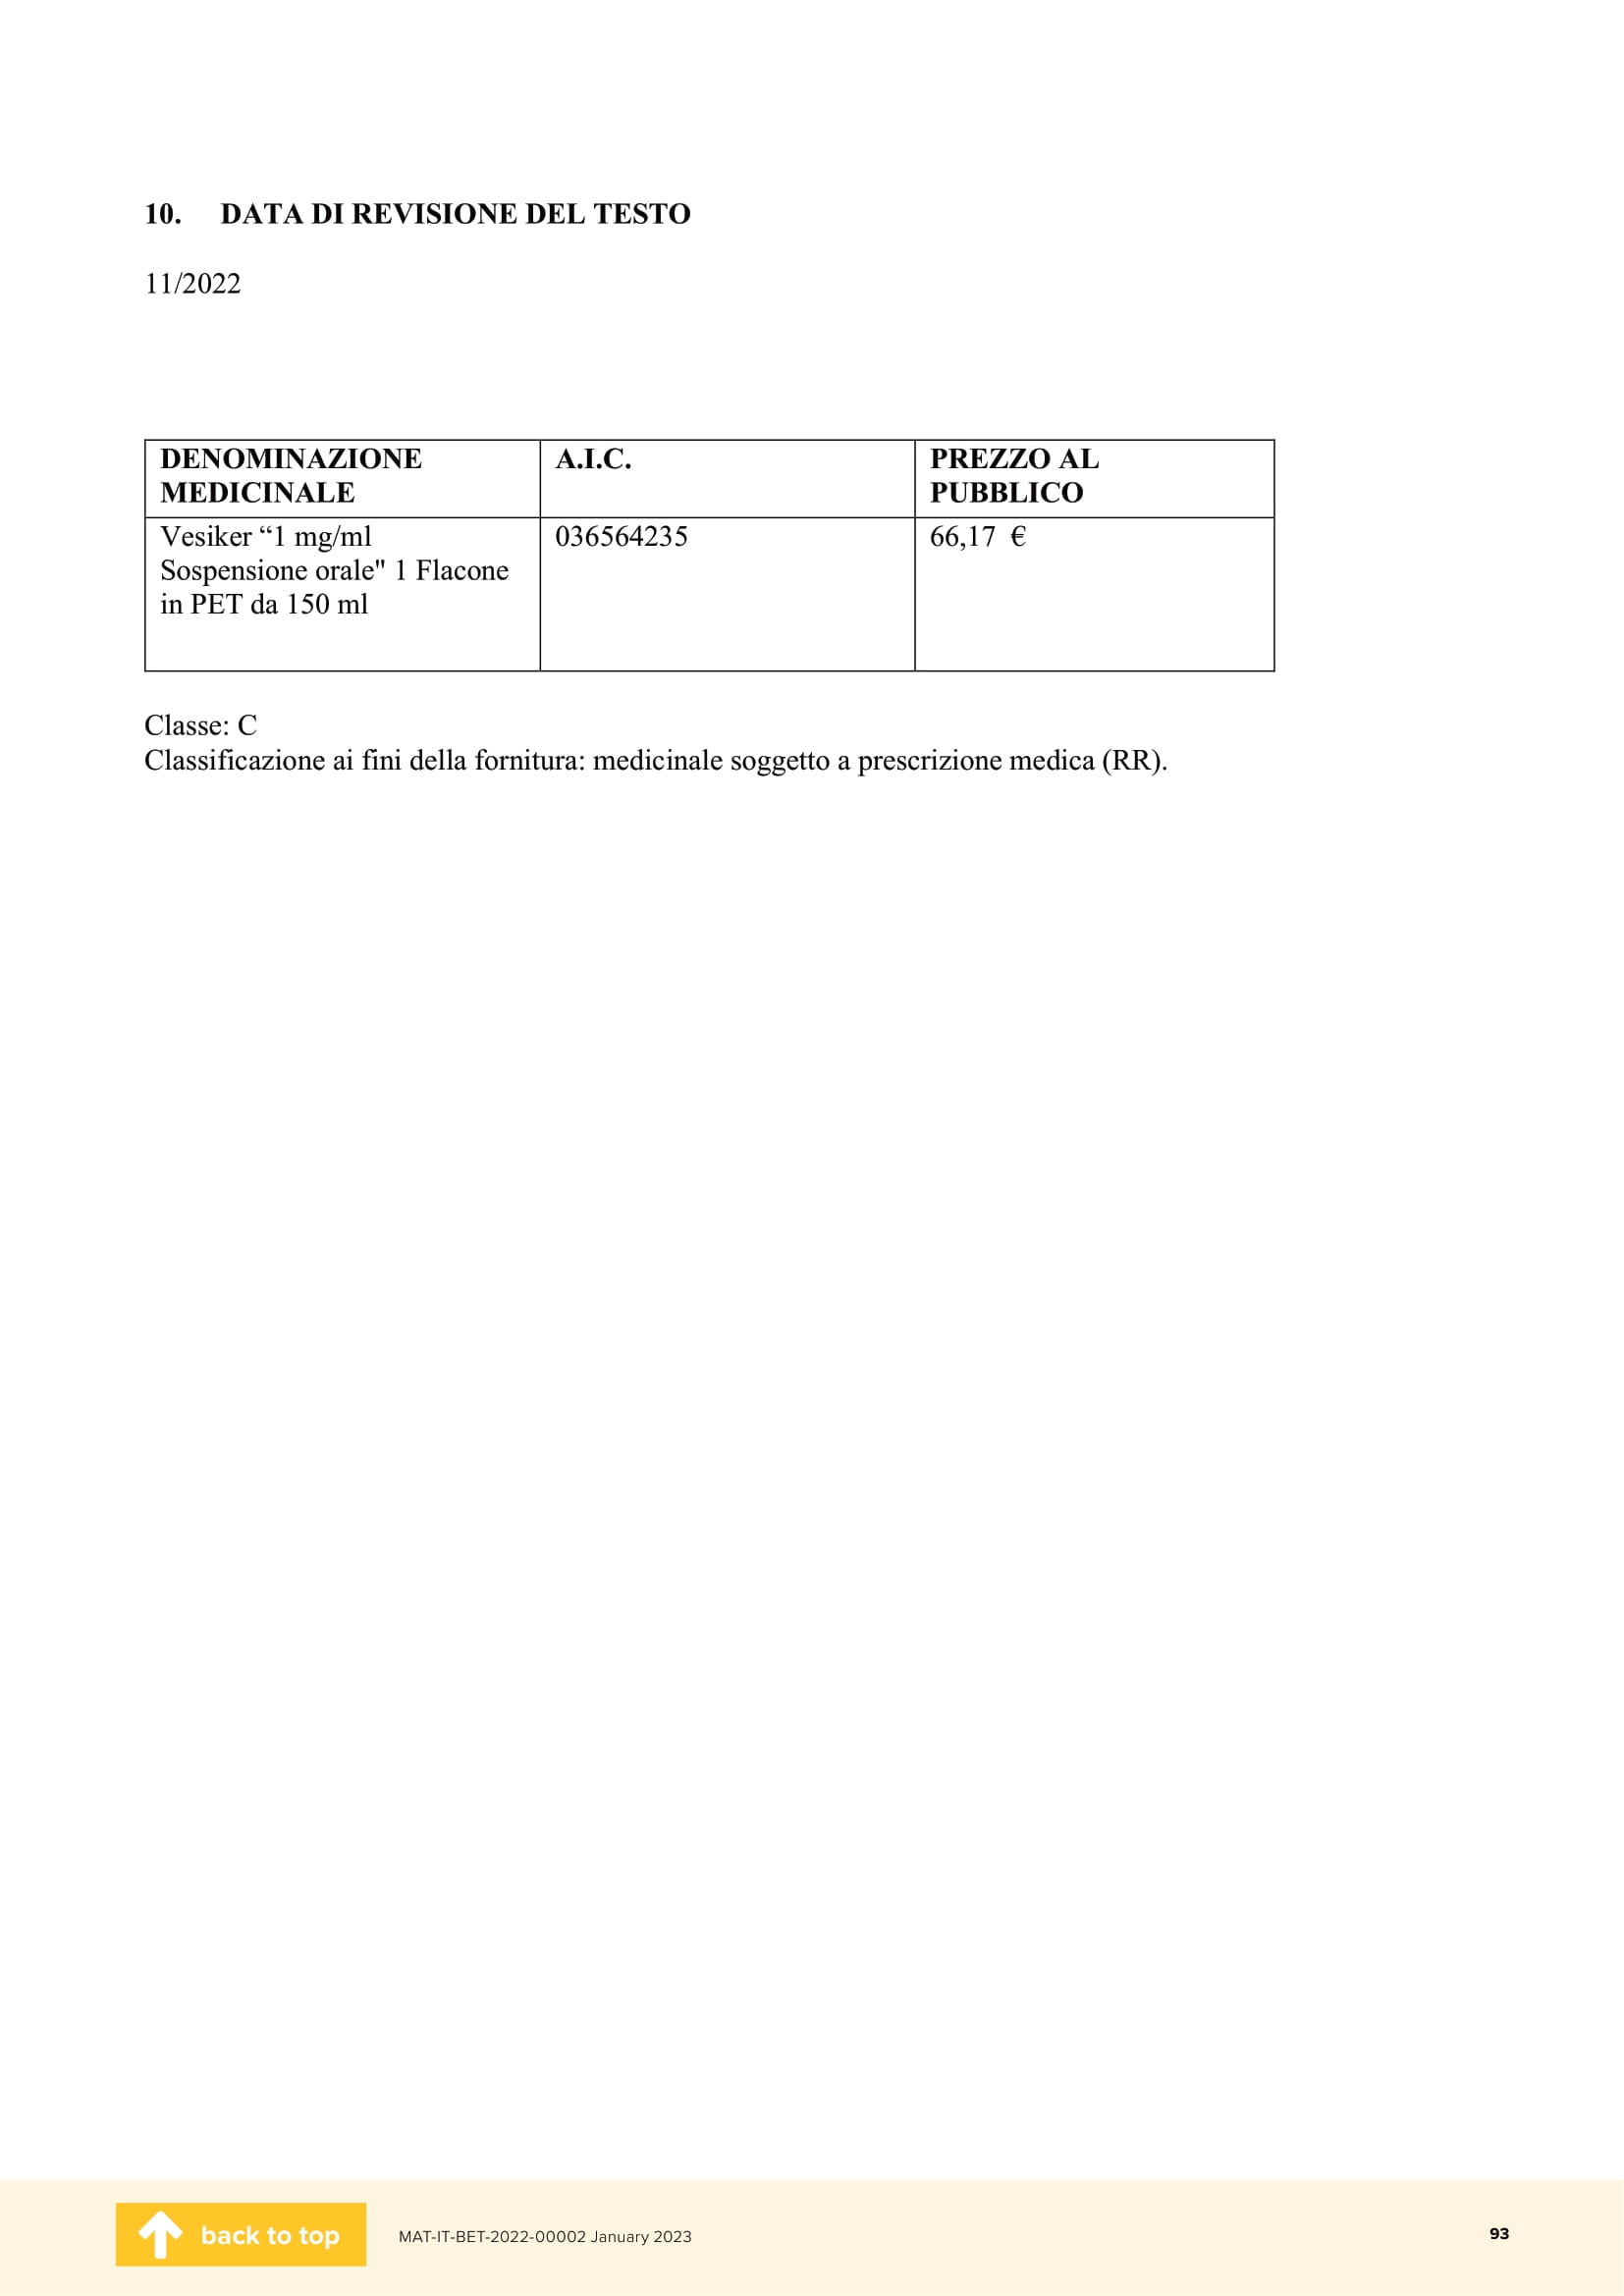 10. DATA DI REVISIONE DEL TESTO
11/2022
DENOMINAZIONE
MEDICINALE
A.I.C.
PREZZO AL
PUBBLICO
Vesiker “1 mg/ml
Sospensione orale" 1 Flacone
in PET da 150 ml
036564235
66,17 €
Classe: C
Classificazione ai fini della fornitura: medicinale soggetto a prescrizione medica (RR).
back to top
MAT-IT-BET-2022-00002 January 2023
93